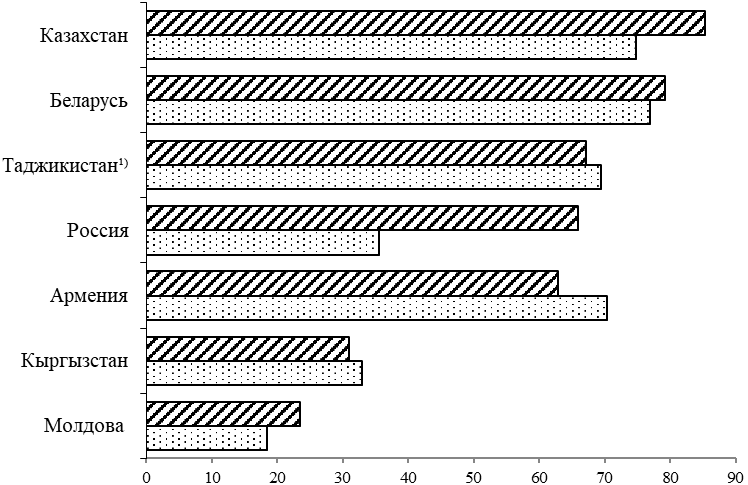 Казахстан
Беларусь
Таджикистан¹⁾
Россия
Армения
Кыргызстан
Молдова
0 10 20 30 40 50 60 70 80 90